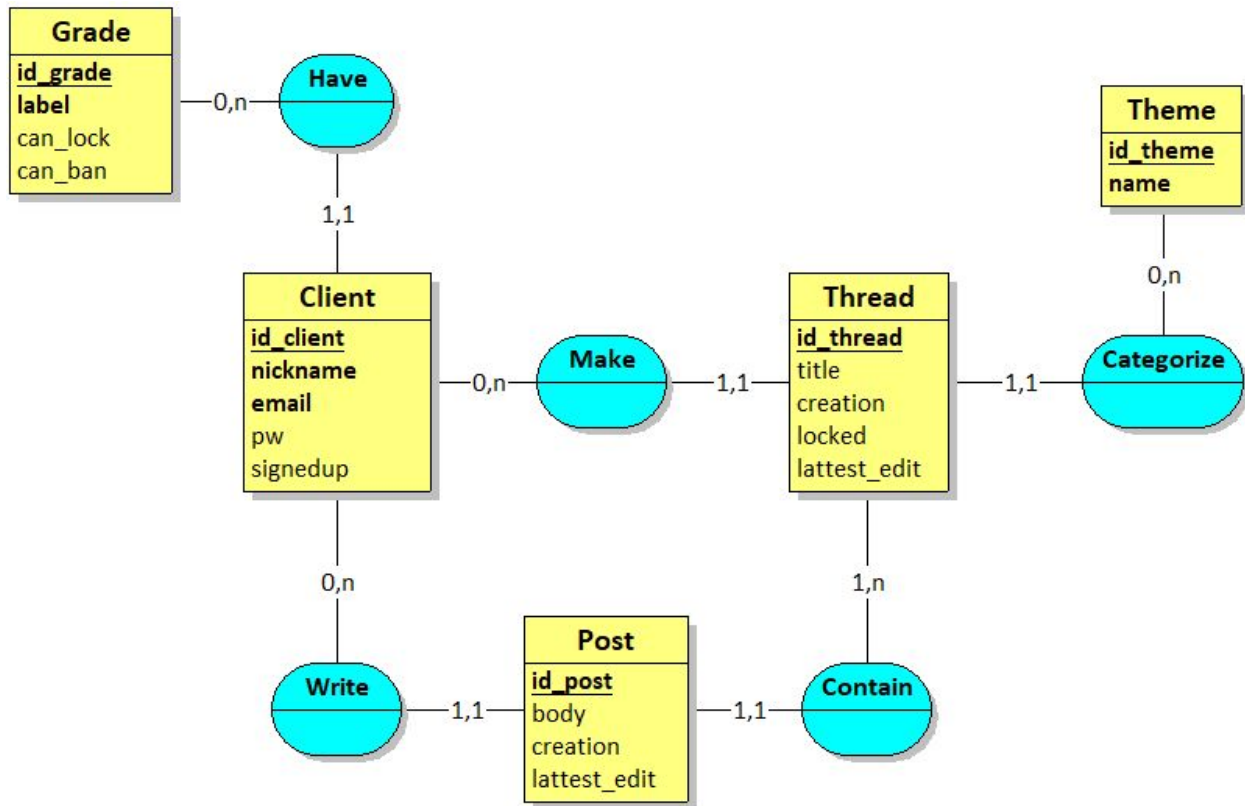 Grade
id_grade
label
can_lock
can_ban
0,n
Have
1,1
Theme
id_theme
name
0,n
Client
id_client
nickname
email
pw
signedup
0,n
Make
1,1
Thread
id_thread
title
creation
locked
lattest_edit
1,1
Categorize
0,n
1,n
Write
1,1
Post
id_post
body
creation
lattest_edit
1,1
Contain